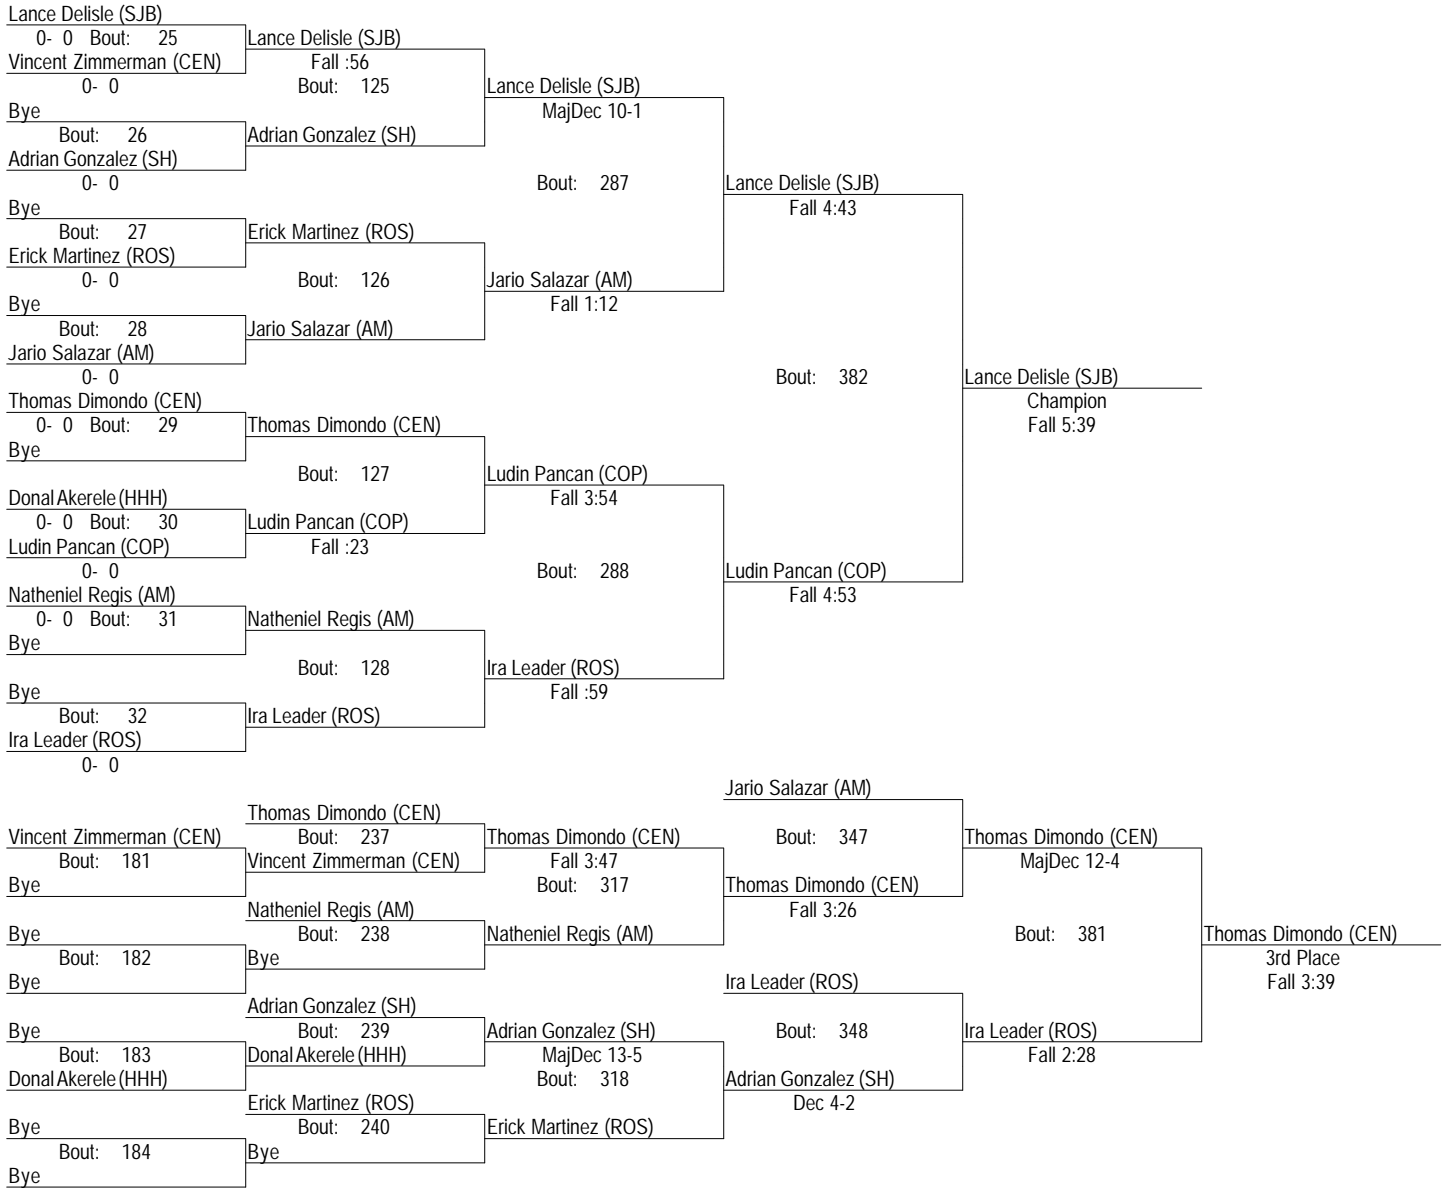 Lance Delisle (SJB)
0- 0 Bout: 25
Lance Delisle (SJB)
Vincent Zimmerman (CEN)
Fall :56
0- 0
Bout: 125
Lance Delisle (SJB)
Bye
MajDec 10-1
Bout: 26
Adrian Gonzalez (SH)
Adrian Gonzalez (SH)
0- 0
Bout: 287
Lance Delisle (SJB)
Bye
Fall 4:43
Bout: 27
Erick Martinez (ROS)
Erick Martinez (ROS)
0- 0
Bout: 126
Jario Salazar (AM)
Bye
Fall 1:12
Bout: 28
Jario Salazar (AM)
Jario Salazar (AM)
0- 0
Bout: 382
Lance Delisle (SJB)
Thomas Dimondo (CEN)
Champion
0- 0 Bout: 29
Thomas Dimondo (CEN)
Fall 5:39
Bye
Bout: 127
Ludin Pancan (COP)
Donal Akerele (HHH)
Fall 3:54
0- 0 Bout: 30
Ludin Pancan (COP)
Ludin Pancan (COP)
Fall :23
0- 0
Bout: 288
Ludin Pancan (COP)
Natheniel Regis (AM)
Fall 4:53
0- 0 Bout: 31
Natheniel Regis (AM)
Bye
Bout: 128
Ira Leader (ROS)
Bye
Fall :59
Bout: 32
Ira Leader (ROS)
Ira Leader (ROS)
0- 0
Jario Salazar (AM)
Thomas Dimondo (CEN)
Vincent Zimmerman (CEN)
Bout: 237
Thomas Dimondo (CEN)
Bout: 347
Thomas Dimondo (CEN)
Bout: 181
Vincent Zimmerman (CEN)
Fall 3:47
MajDec 12-4
Bye
Bout: 317
Thomas Dimondo (CEN)
Natheniel Regis (AM)
Fall 3:26
Bye
Bout: 238
Natheniel Regis (AM)
Bout: 381
Thomas Dimondo (CEN)
Bout: 182
Bye
3rd Place
Bye
Ira Leader (ROS)
Fall 3:39
Adrian Gonzalez (SH)
Bye
Bout: 239
Adrian Gonzalez (SH)
Bout: 348
Ira Leader (ROS)
Bout: 183
Donal Akerele (HHH)
MajDec 13-5
Fall 2:28
Donal Akerele (HHH)
Bout: 318
Adrian Gonzalez (SH)
Erick Martinez (ROS)
Dec 4-2
Bye
Bout: 240
Erick Martinez (ROS)
Bout: 184
Bye
Bye